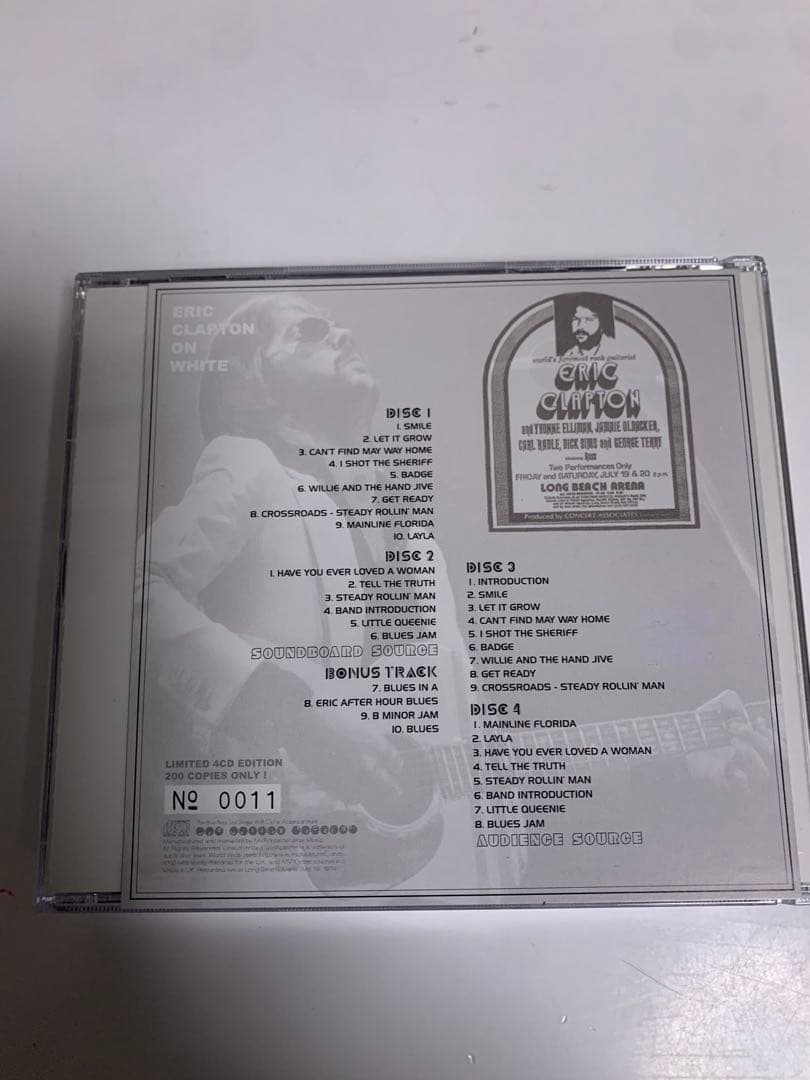 ERIC
CLAPTON
ON
WHITE
DISC 1
1. SMILE
2. LET IT GROW
3. CAN'T FIND MAY WAY HOME
4. I SHOT THE SHERIFF
5. BADGE
6. WILLIE AND THE HAND JIVE
7. GET READY
8. CROSSROADS - STEADY ROLLIN' MAN
9. MAINLINE FLORIDA
10. LAYLA
DISC 2
1. HAVE YOU EVER LOVED A WOMAN
2. TELL THE TRUTH
3. STEADY ROLLIN' MAN
4. BAND INTRODUCTION
5. LITTLE QUEENIE
6. BLUES JAM
SOUNDBOARD SOURCE
BONUS TRACK
7. BLUES IN A
8. ERIC AFTER HOUR BLUES
9. B MINOR JAM
10. BLUES
LIMITED 4CD EDITION
200 COPIES ONLY !
№ 0011
world's foremost rock guitarist
ERIC
CLAPTON
and YVONNE ELLIMAN, JAMIE OLDACKER,
CARL RADLE, DICK SIMS and GEORGE TERRY
Two Performances Only
FRIDAY and SATURDAY, JULY 19 & 20 8 p.m.
LONG BEACH ARENA
Produced by CONCERT ASSOCIATES
DISC 3
1. INTRODUCTION
2. SMILE
3. LET IT GROW
4. CAN'T FIND MAY WAY HOME
5. I SHOT THE SHERIFF
6. BADGE
7. WILLIE AND THE HAND JIVE
8. GET READY
9. CROSSROADS - STEADY ROLLIN' MAN
DISC 4
1. MAINLINE FLORIDA
2. LAYLA
3. HAVE YOU EVER LOVED A WOMAN
4. TELL THE TRUTH
5. STEADY ROLLIN' MAN
6. BAND INTRODUCTION
7. LITTLE QUEENIE
8. BLUES JAM
AUDIENCE SOURCE